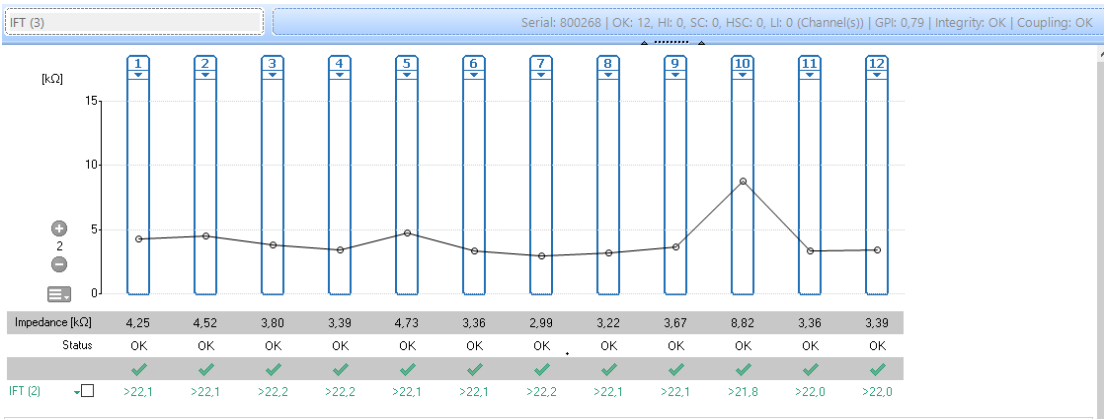 IFT (3)
Serial: 800268 | OK: 12, HI: 0, SC: 0, HSC: 0, LI: 0 (Channel(s)) | GPI: 0,79 | Integrity: OK | Coupling: OK
1 2 3 4 5 6 7 8 9 10 11 12
[kΩ]
15
10
5
2
0
Impedance [kΩ] 4,25 4,52 3,80 3,39 4,73 3,36 2,99 3,22 3,67 8,82 3,36 3,39
Status OK OK OK OK OK OK OK OK OK OK OK OK
IFT (2) >22,1 >22,1 >22,2 >22,2 >22,1 >22,1 >22,2 >22,1 >22,1 >21,8 >22,0 >22,0